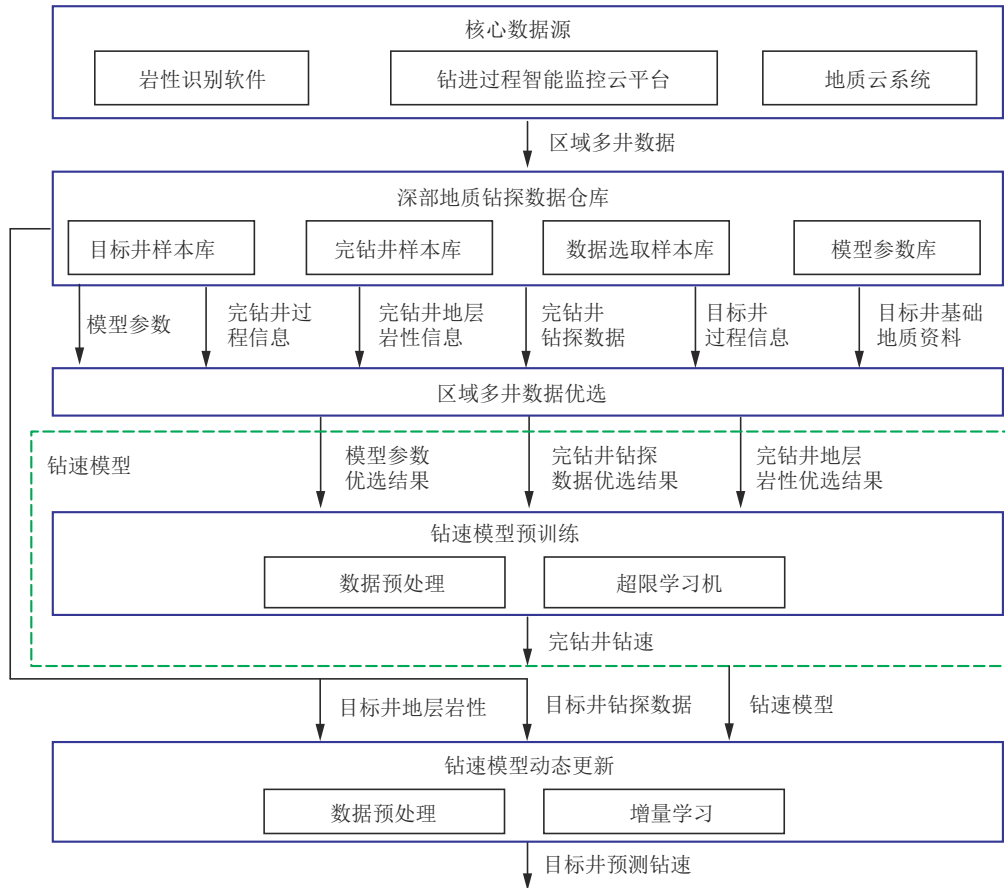 核心数据源
岩性识别软件
钻进过程智能监控云平台
地质云系统
区域多井数据
深部地质钻探数据仓库
目标井样本库
完钻井样本库
数据选取样本库
模型参数库
模型参数
完钻井过
程信息
完钻井地层
岩性信息
完钻井
钻探数据
目标井
过程信息
目标井基础
地质资料
区域多井数据优选
钻速模型
模型参数
优选结果
完钻井钻探
数据优选结果
完钻井地层
岩性优选结果
钻速模型预训练
数据预处理
超限学习机
完钻井钻速
目标井地层岩性
目标井钻探数据
钻速模型
钻速模型动态更新
数据预处理
增量学习
目标井预测钻速